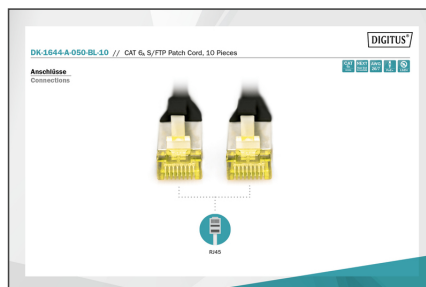 DIGITUS®
DK-1644-A-050-BL-10 // CAT 6A S/FTP Patch Cord, 10 Pieces
Anschlüsse
Connections
RJ45